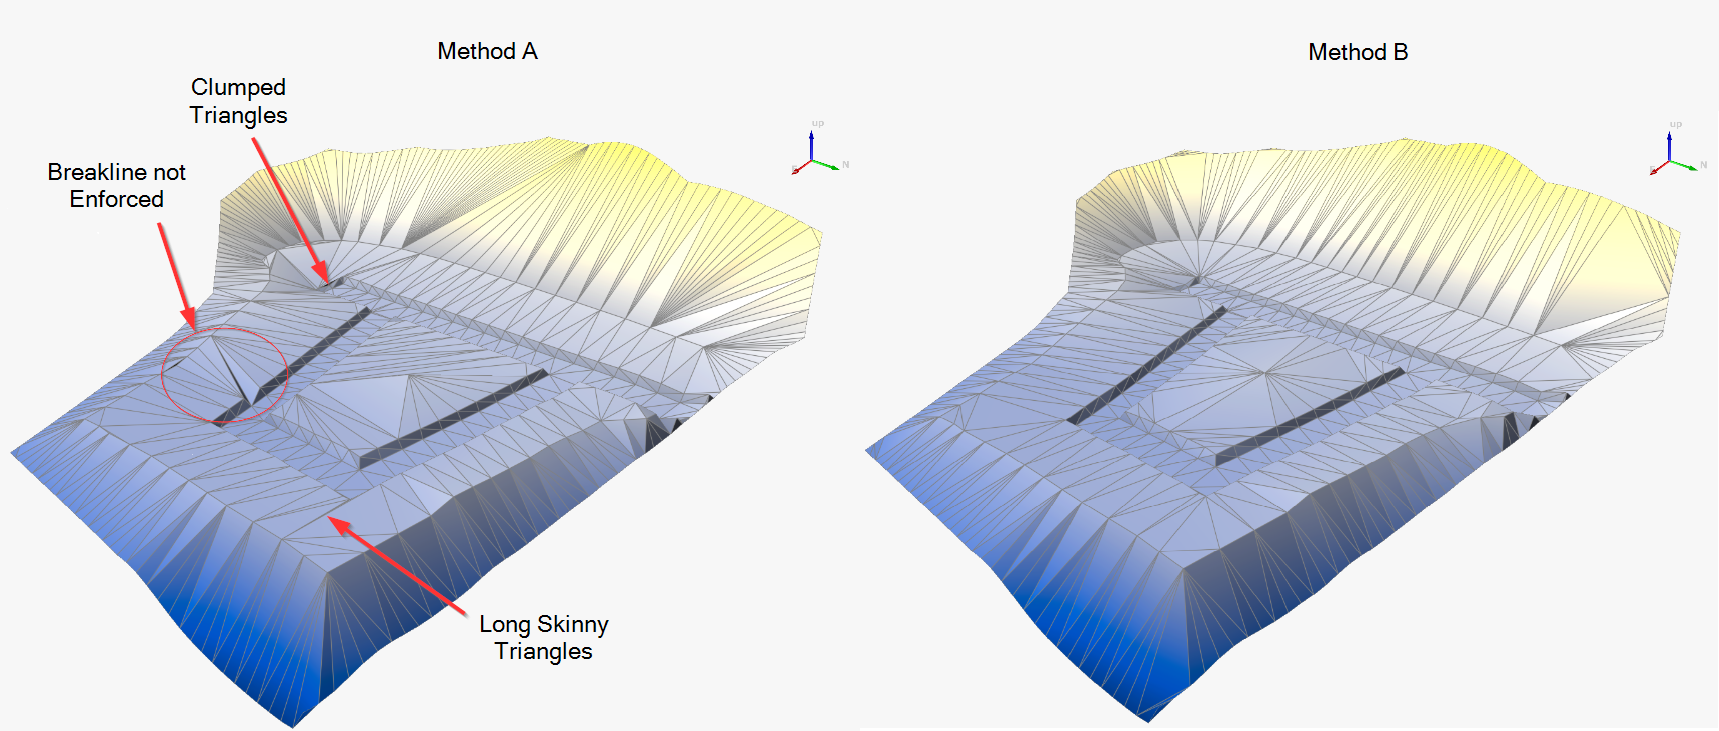 Method A
Method B
Clumped
Triangles
Breakline not
Enforced
up
N
up
N
Long Skinny
Triangles